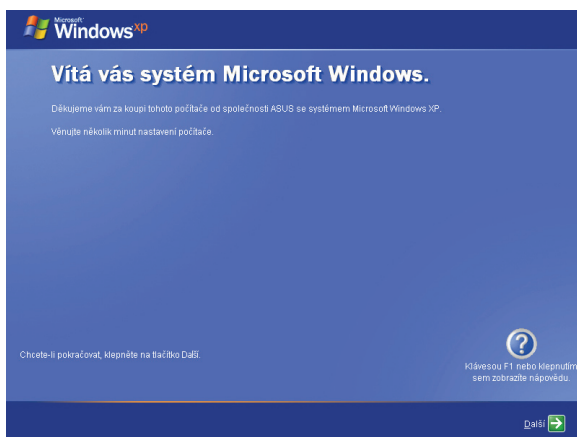 Microsoft
Windows xp
Vítá vás systém Microsoft Windows.
Děkujeme vám za koupi tohoto počítače od společnosti ASUS se systémem Microsoft Windows XP.
Věnujte několik minut nastavení počítače.
Chcete-li pokračovat, klepněte na tlačítko Další.
?
Klávesou F1 nebo klepnutím
sem zobrazíte nápovědu.
Další